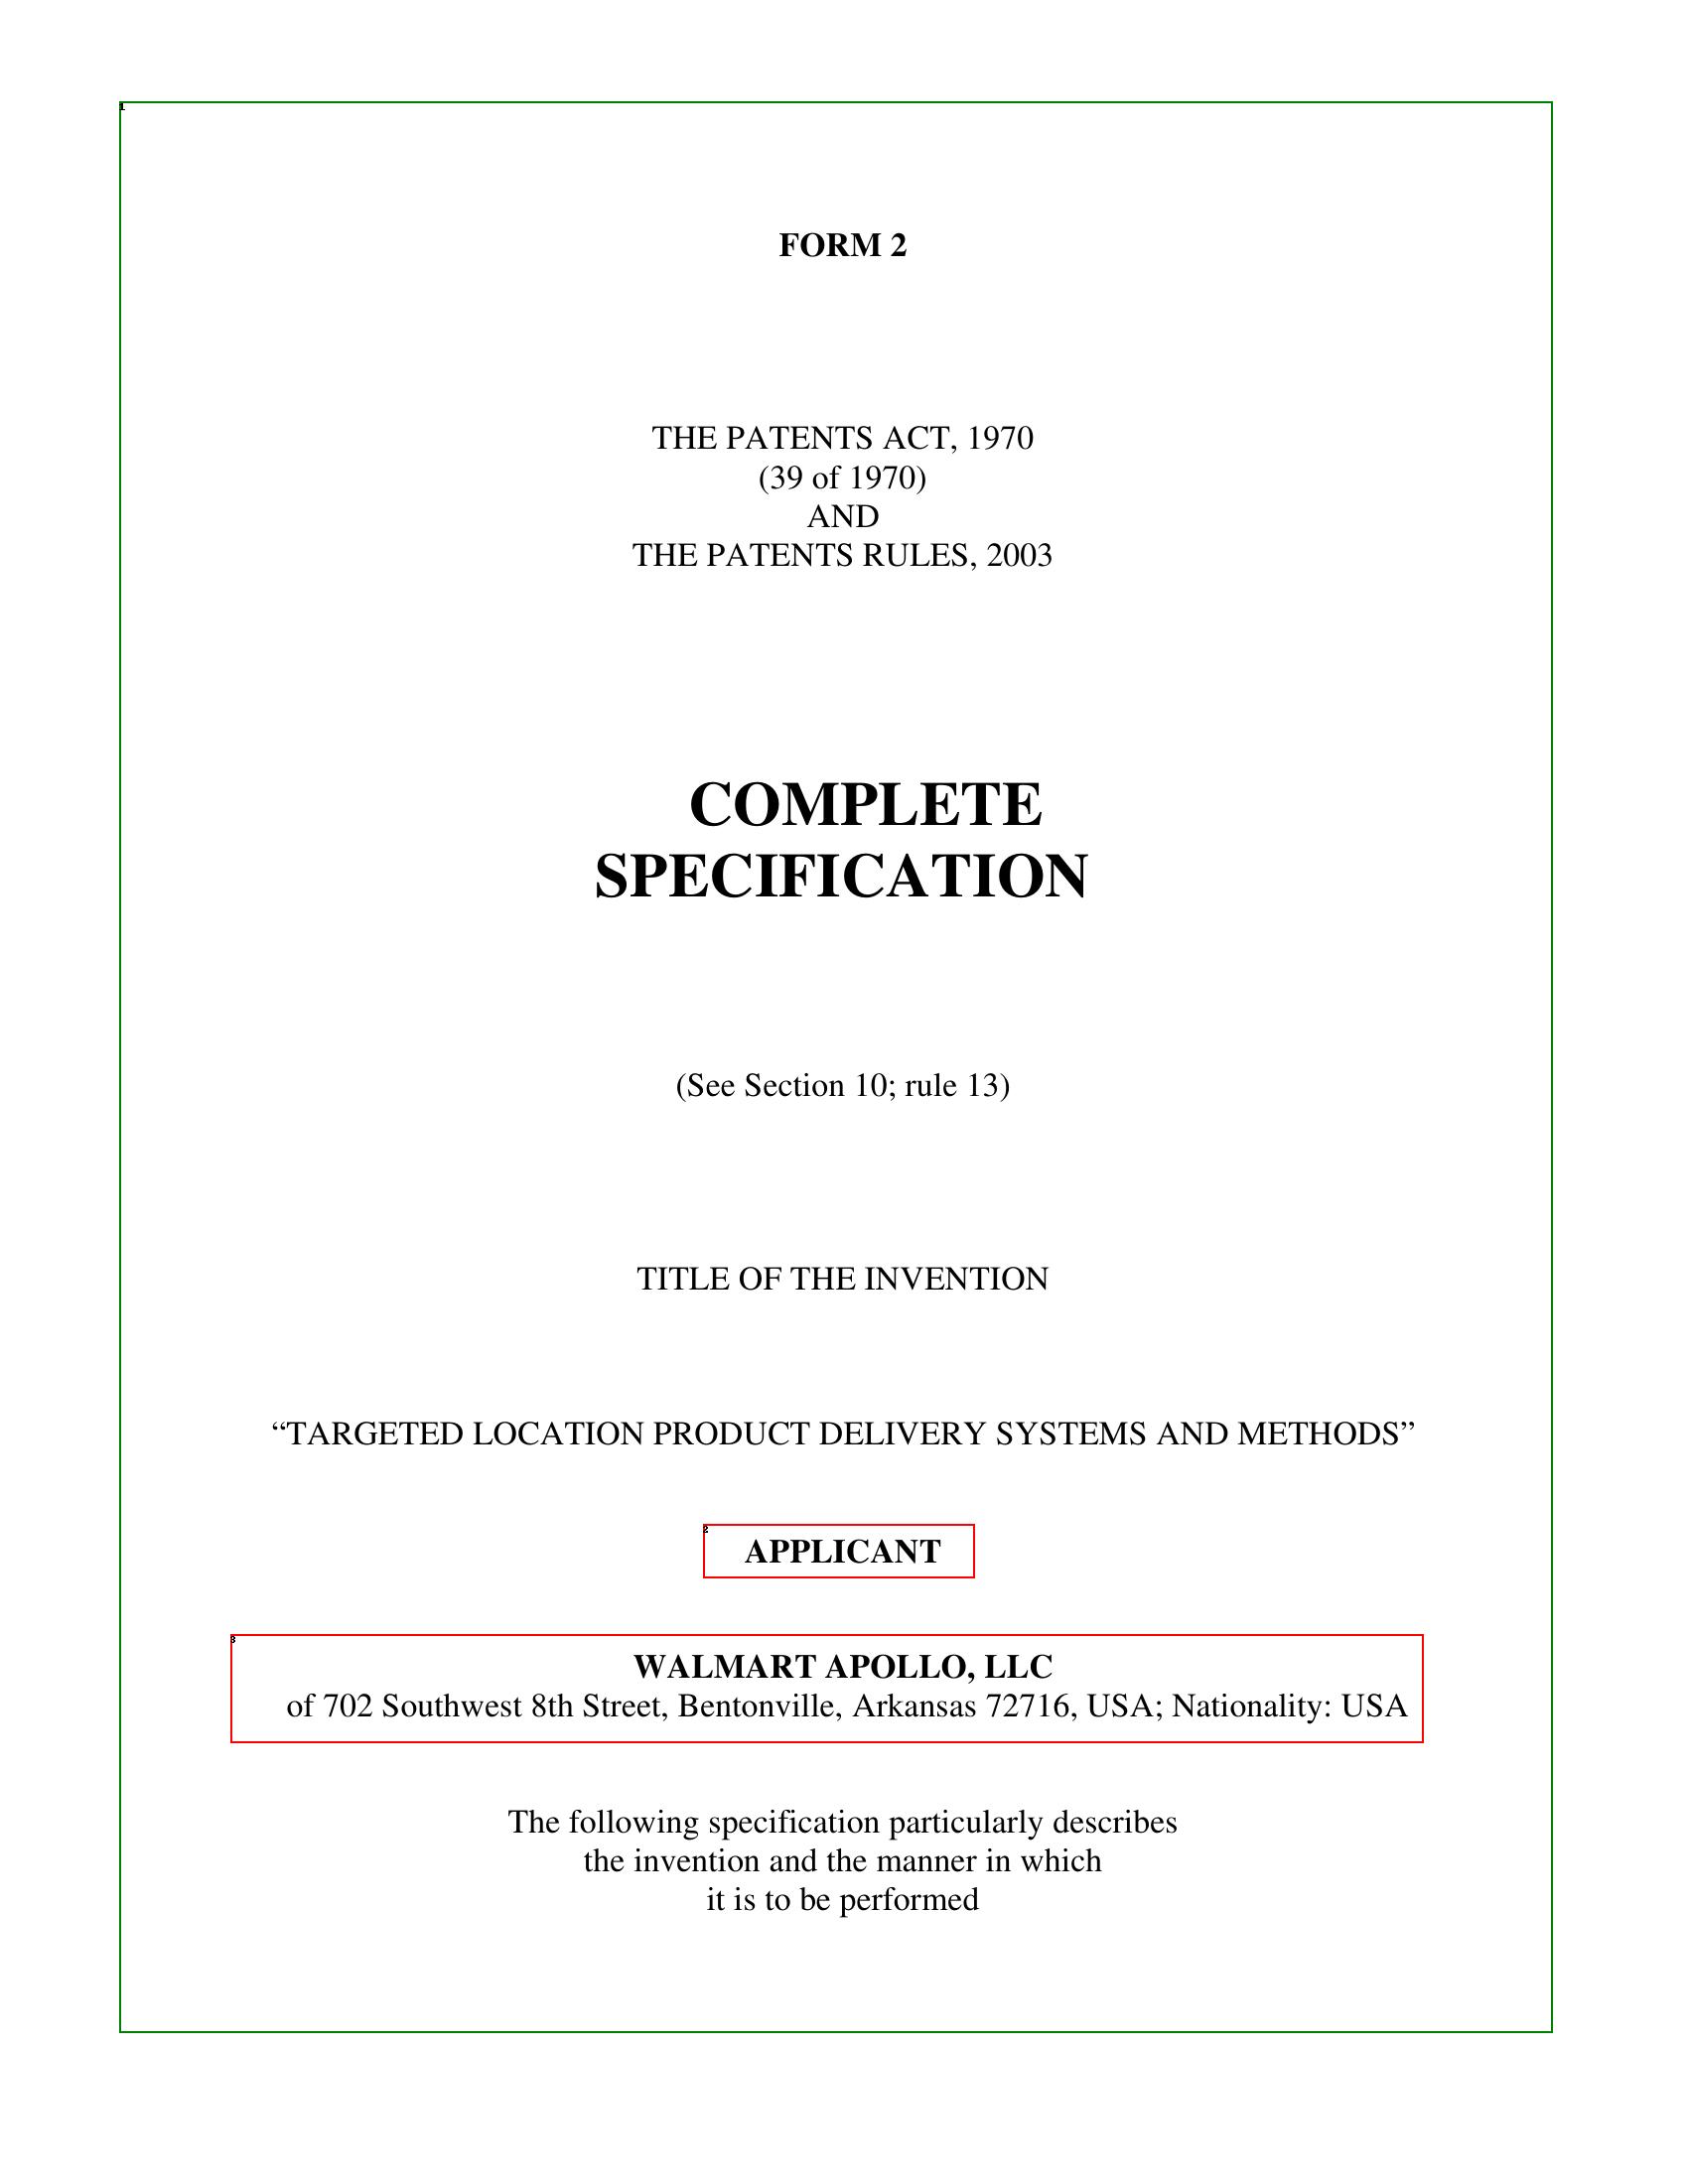 FORM 2
THE PATENTS ACT, 1970
(39 of 1970)
AND
THE PATENTS RULES, 2003
COMPLETE
SPECIFICATION
(See Section 10; rule 13)
TITLE OF THE INVENTION
“TARGETED LOCATION PRODUCT DELIVERY SYSTEMS AND METHODS”
APPLICANT
WALMART APOLLO, LLC
of 702 Southwest 8th Street, Bentonville, Arkansas 72716, USA; Nationality: USA
The following specification particularly describes
the invention and the manner in which
it is to be performed